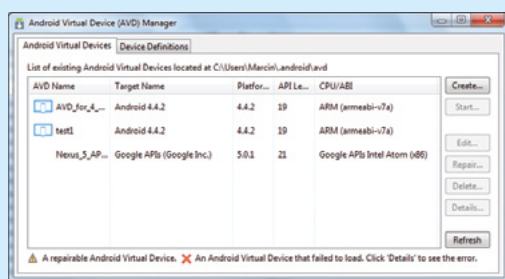 Android Virtual Device (AVD) Manager
Android Virtual Devices Device Definitions
List of existing Android Virtual Devices located at C:\Users\Marcin\.android\avd
AVD Name Target Name Platfor... API Le... CPU/ABI
AVD_for_4_... Android 4.4.2 4.4.2 19 ARM (armeabi-v7a)
test1 Android 4.4.2 4.4.2 19 ARM (armeabi-v7a)
Nexus_5_AP... Google APIs (Google Inc.) 5.0.1 21 Google APIs Intel Atom (x86)
Create...
Start...
Edit...
Repair...
Delete...
Details...
Refresh
A repairable Android Virtual Device. An Android Virtual Device that failed to load. Click 'Details' to see the error.